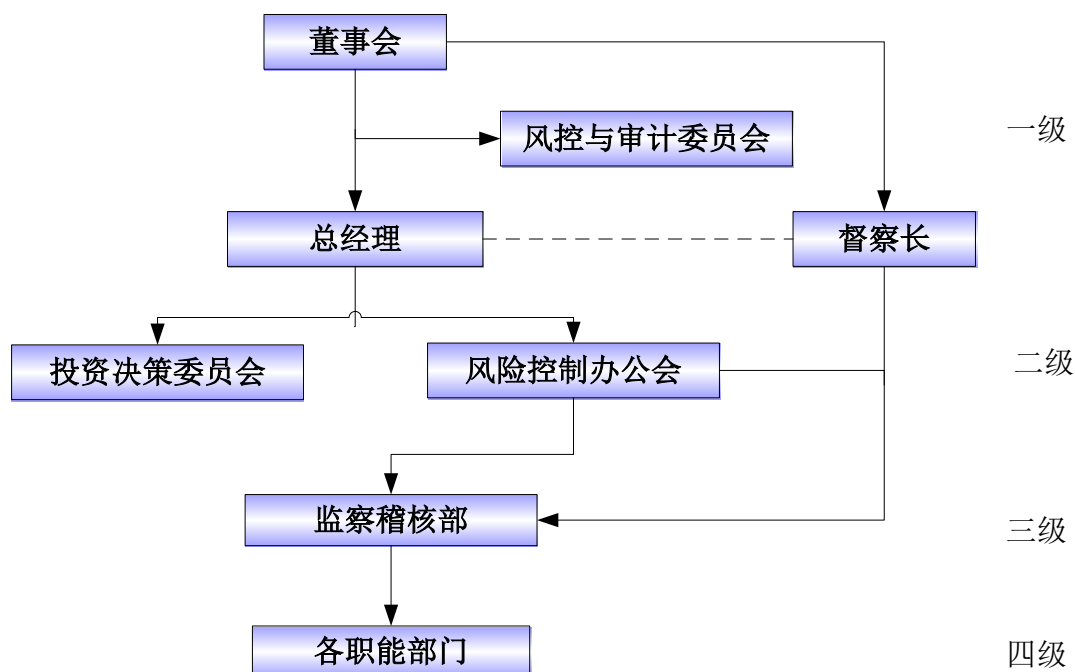 董事会
风控与审计委员会
一级
总经理
督察长
投资决策委员会
风险控制办公会
二级
监察稽核部
三级
各职能部门
四级